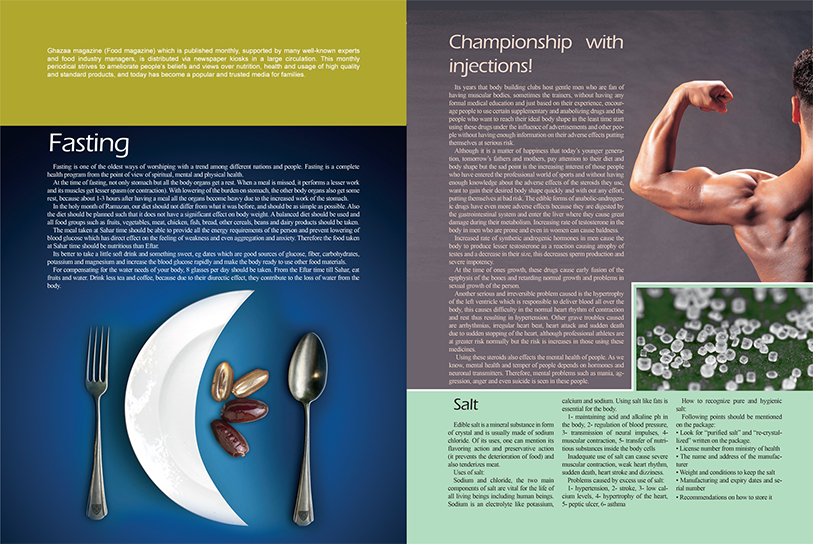 Ghazaa magazine (Food magazine) which is published monthly, supported by many well-known experts
and food industry managers, is distributed via newspaper kiosks in a large circulation. This monthly
periodical strives to ameliorate people's beliefs and views over nutrition, health and usage of high quality
and standard products, and today has become a popular and trusted media for families.
Fasting
Fasting is one of the oldest ways of worshiping with a trend among different nations and people. Fasting is a complete
health program from the point of view of spiritual, mental and physical health.
At the time of fasting, not only stomach but all the body organs get a rest. When a meal is missed, it performs a lesser work
and its muscles get lesser spasm (or contraction). With lowering of the burden on stomach, the other body organs also get some
rest, because about 1-3 hours after having a meal all the organs become heavy due to the increased work of the stomach.
In the holy month of Ramazan, our diet should not differ from what it was before, and should be as simple as possible. Also
the diet should be planned such that it does not have a significant effect on body weight. A balanced diet should be used and
all food groups such as fruits, vegetables, meat, chicken, fish, bread, other cereals, beans and dairy products should be taken.
The meal taken at Sahar time should be able to provide all the energy requirements of the person and prevent lowering of
blood glucose which has direct effect on the feeling of weakness and even aggression and anxiety. Therefore the food taken
at Sahar time should be nutritious than Eftar.
Its better to take a little soft drink and something sweet, eg dates which are good sources of glucose, fiber, carbohydrates,
potassium and magnesium and increase the blood glucose rapidly and make the body ready to use other food materials.
For compensating for the water needs of your body, 8 glasses per day should be taken. From the Eftar time till Sahar, eat
fruits and water. Drink less tea and coffee, because due to their diurectic effect, they contribute to the loss of water from the
body.
Championship with
injections!
Its years that body building clubs host gentle men who are fan of
having muscular bodies, sometimes the trainers, without having any
formal medical education and just based on their experience, encour-
age people to use certain supplementary and anabolizing drugs and the
people who want to reach their ideal body shape in the least time start
using these drugs under the influence of advertisements and other peo-
ple without having enough information on their adverse effects putting
themselves at serious risk.
Although it is a matter of happiness that today's younger genera-
tion, tomorrow's fathers and mothers, pay attention to their diet and
body shape but the sad point is the increasing interest of those people
who have entered the professional world of sports and without having
enough knowledge about the adverse effects of the steroids they use,
want to gain their desired body shape quickly and with out any effort,
putting themselves at bad risk. The edible forms of anabolic-androgen-
ic drugs have even more adverse effects because they are digested by
the gastrointestinal system and enter the liver where they cause great
damage during their metabolism. Increasing rate of testosterone in the
body in men who are prone and even in women can cause baldness.
Increased rate of synthetic androgenic hormones in men cause the
body to produce lesser testosterone as a reaction causing atrophy of
testes and a decrease in their size, this decreases sperm production and
severe impotency.
At the time of ones growth, these drugs cause early fusion of the
epiphysis of the bones and retarding normal growth and problems in
sexual growth of the person.
Another serious and irreversible problem caused is the hypertrophy
of the left ventricle which is responsible to deliver blood all over the
body, this causes difficulty in the normal heart rhythm of contraction
and rest thus resulting in hypertension. Other grave troubles caused
are arrhythmias, irregular heart beat, heart attack and sudden death
due to sudden stopping of the heart, although professional athletes are
at greater risk normally but the risk is increases in those using these
medicines.
Using these steroids also effects the mental health of people. As we
know, mental health and temper of people depends on hormones and
neuronal transmitters. Therefore, mental problems such as mania, ag-
gression, anger and even suicide is seen in these people.
Salt
Edible salt is a mineral substance in form
of crystal and is usually made of sodium
chloride. Of its uses, one can mention its
flavoring action and preservative action
(it prevents the deterioration of food) and
also tenderizes meat.
Uses of salt:
Sodium and chloride, the two main
components of salt are vital for the life of
all living beings including human beings.
Sodium is an electrolyte like potassium,
calcium and sodium. Using salt like fats is
essential for the body.
1- maintaining acid and alkaline ph in
the body, 2- regulation of blood pressure,
3- transmission of neural impulses, 4-
muscular contraction, 5- transfer of nutri-
tious substances inside the body cells
Inadequate use of salt can cause severe
muscular contraction, weak heart rhythm,
sudden death, heart stroke and dizziness.
Problems caused by excess use of salt:
1- hypertension, 2- stroke, 3- low cal-
cium levels, 4- hypertrophy of the heart,
5- peptic ulcer, 6- asthma
How to recognize pure and hygienic
salt:
Following points should be mentioned
on the package:
• Look for "purified salt" and "re-crystal-
lized" written on the package.
• License number from ministry of health
• The name and address of the manufac-
turer
• Weight and conditions to keep the salt
• Manufacturing and expiry dates and se-
rial number
• Recommendations on how to store it